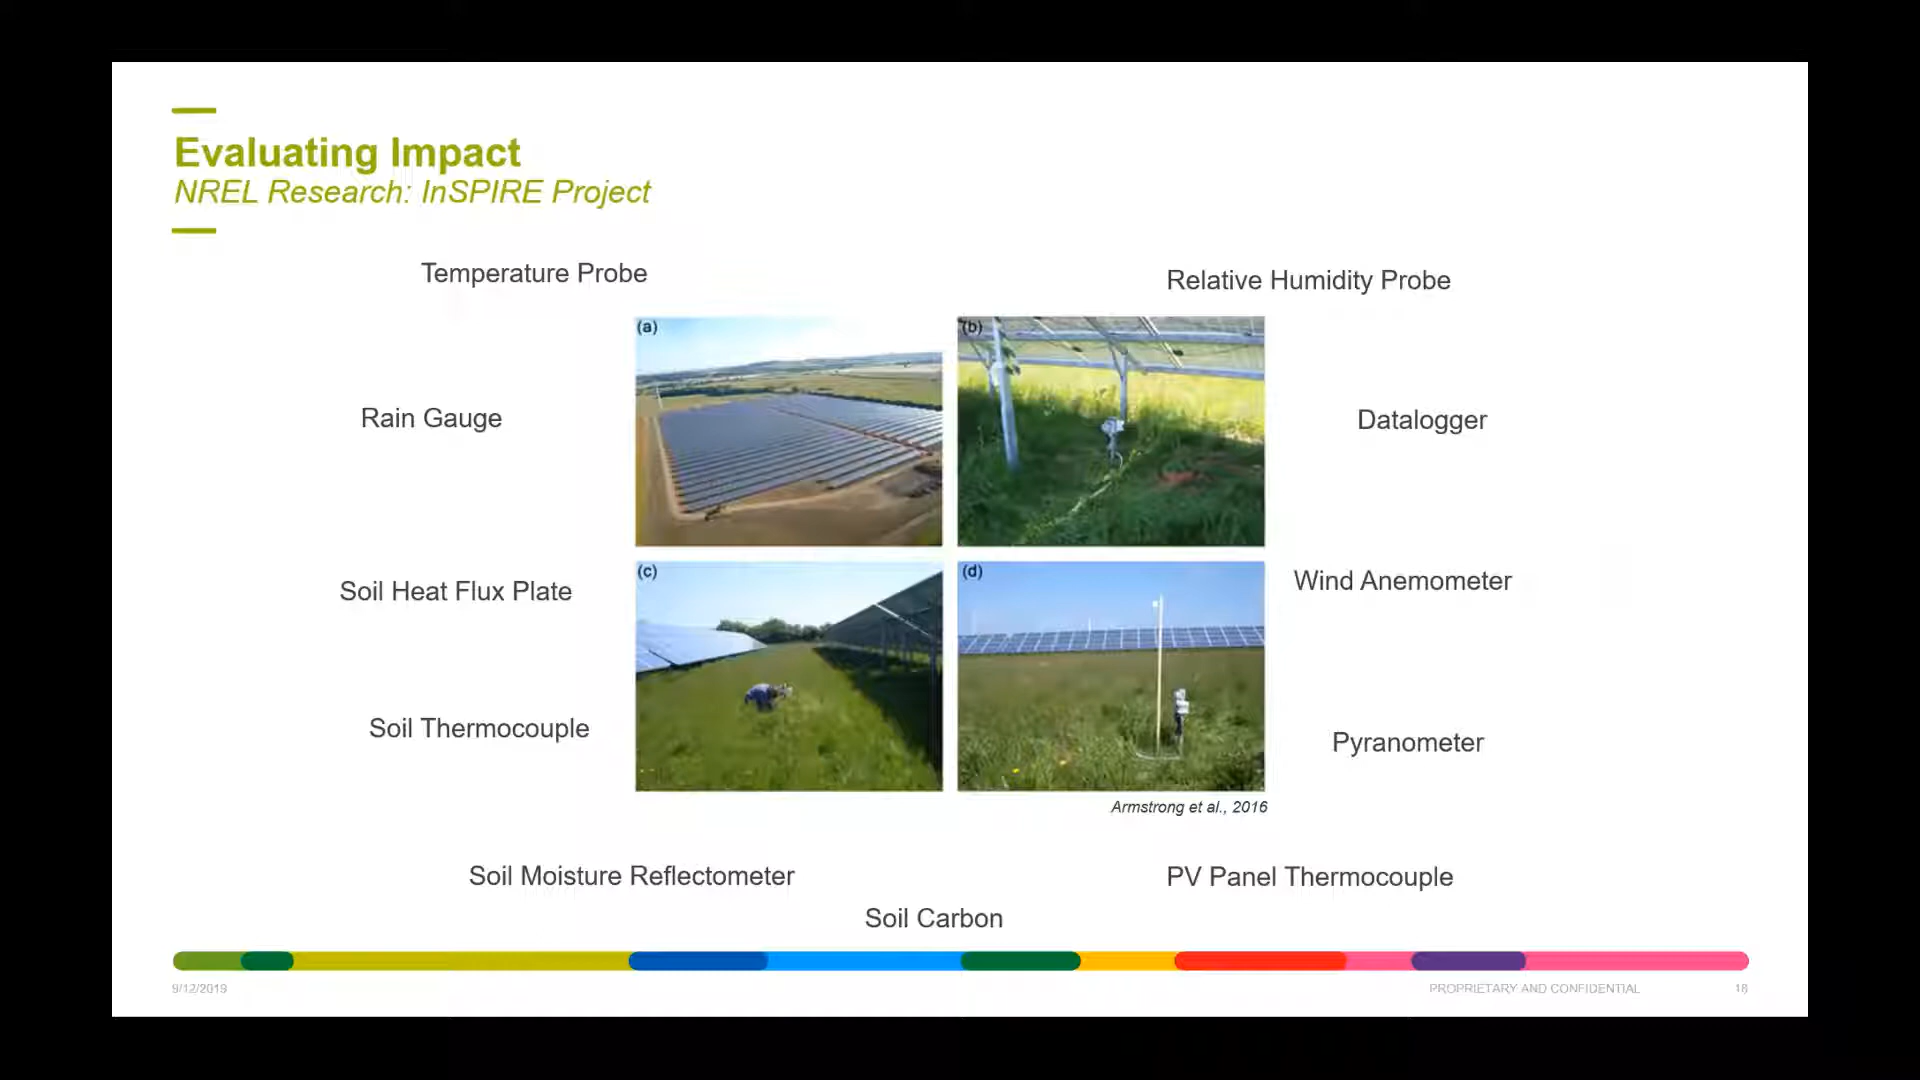 Evaluating Impact
NREL Research: InSPIRE Project
Temperature Probe
Relative Humidity Probe
(a)
(b)
Rain Gauge
Datalogger
(c)
(d)
Soil Heat Flux Plate
Wind Anemometer
Soil Thermocouple
Pyranometer
Armstrong et al., 2016
Soil Moisture Reflectometer
PV Panel Thermocouple
Soil Carbon
9/12/2019
PROPRIETARY AND CONFIDENTIAL
18